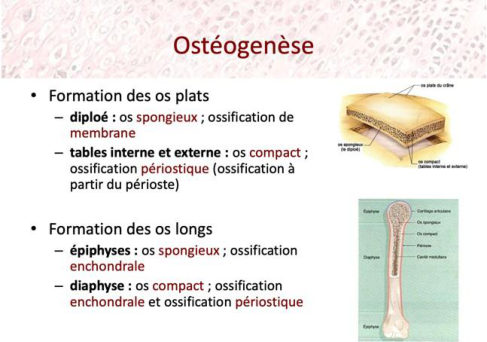 Ostéogenèse
• Formation des os plats
– diploé : os spongieux ; ossification de
membrane
– tables interne et externe : os compact ;
ossification périostique (ossification à
partir du périoste)
• Formation des os longs
– épiphyses : os spongieux ; ossification
enchondrale
– diaphyse : os compact ; ossification
enchondrale et ossification périostique
os plats du crâne
os spongieux
(le diploé)
os compact
(tables interne et externe)
Épiphyse
Cartilage articulaire
Os spongieux
Os compact
Périoste
Diaphyse
Cavité médullaire
Épiphyse